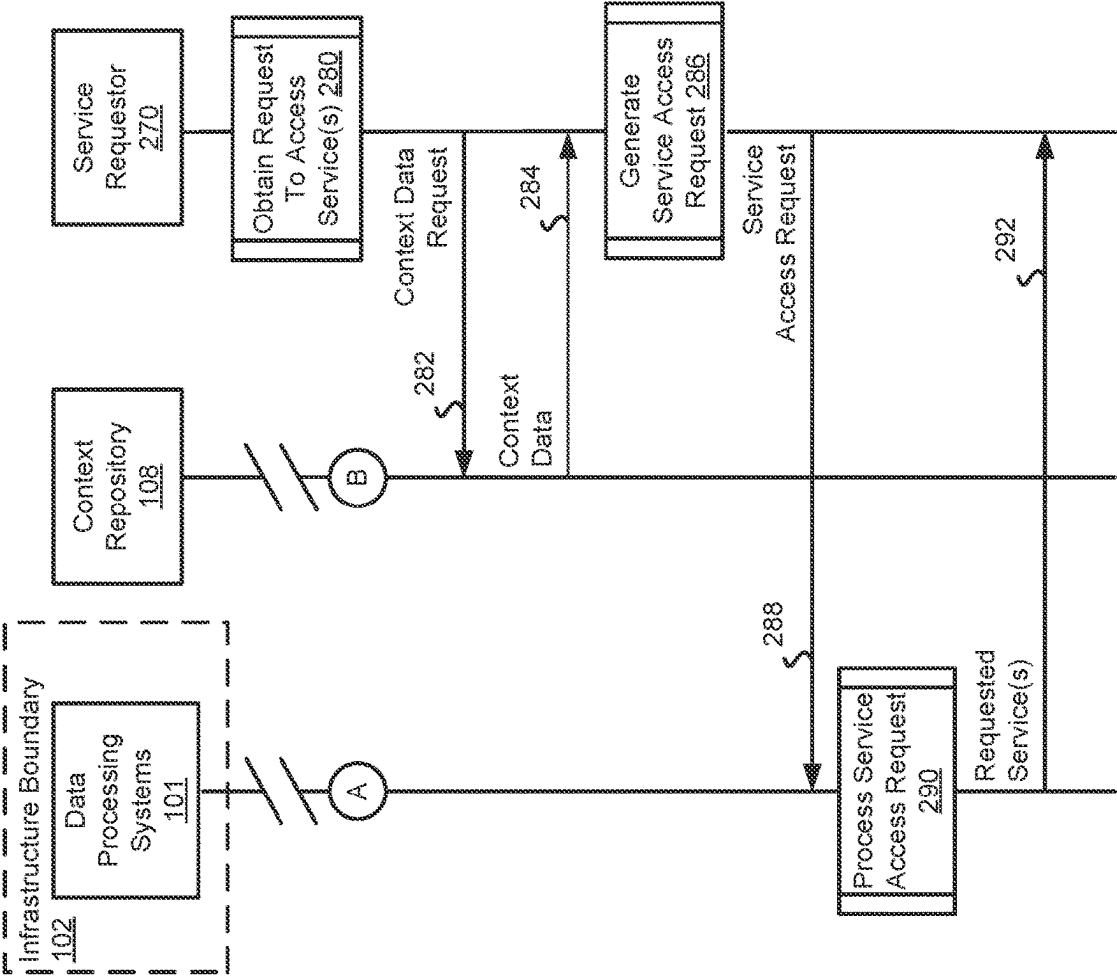 Infrastructure Boundary
102
Data
Processing
Systems
101
Context
Repository
108
Service
Requestor
270
A
B
Obtain Request
To Access
Service(s) 280
Context Data
Request
282
Context
Data
284
Generate
Service Access
Request 286
Service
Access Request
288
Process Service
Access Request
290
Requested
Service(s)
292